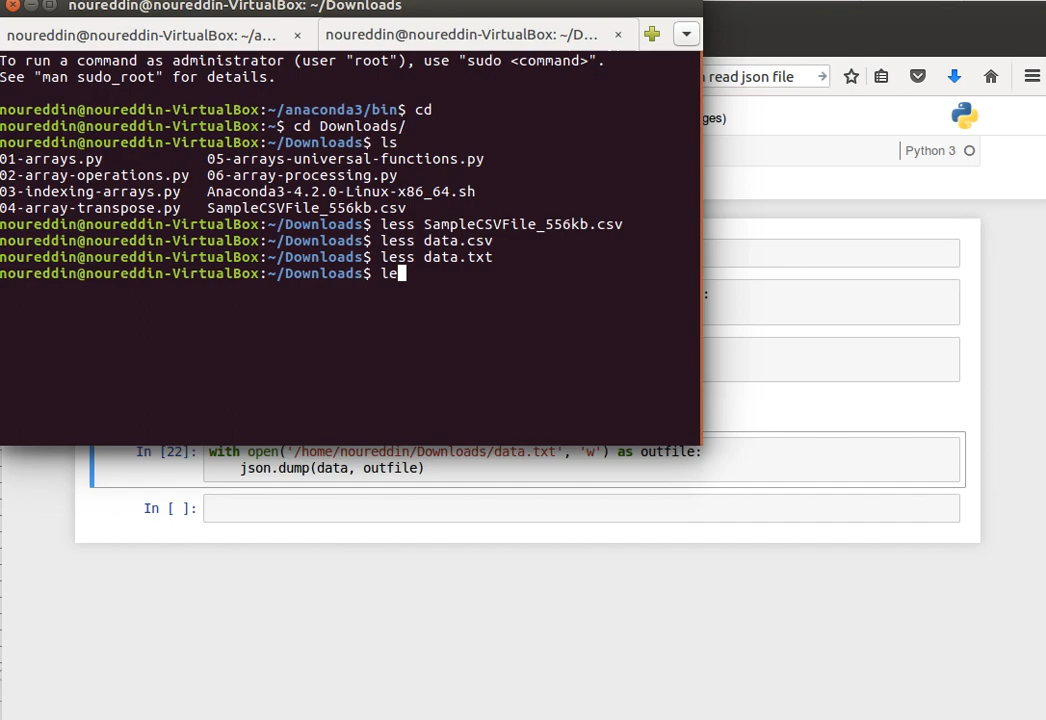 noureddin@noureddin-VirtualBox: ~/Downloads
noureddin@noureddin-VirtualBox: ~/a... ×
noureddin@noureddin-VirtualBox: ~/D... ×
To run a command as administrator (user "root"), use "sudo <command>".
See "man sudo_root" for details.
noureddin@noureddin-VirtualBox:~/anaconda3/bin$ cd
noureddin@noureddin-VirtualBox:~$ cd Downloads/
noureddin@noureddin-VirtualBox:~/Downloads$ ls
01-arrays.py 05-arrays-universal-functions.py
02-array-operations.py 06-array-processing.py
03-indexing-arrays.py Anaconda3-4.2.0-Linux-x86_64.sh
04-array-transpose.py SampleCSVFile_556kb.csv
noureddin@noureddin-VirtualBox:~/Downloads$ less SampleCSVFile_556kb.csv
noureddin@noureddin-VirtualBox:~/Downloads$ less data.csv
noureddin@noureddin-VirtualBox:~/Downloads$ less data.txt
noureddin@noureddin-VirtualBox:~/Downloads$ le
n read json file
ges)
Python 3
:
In [22]: with open('/home/noureddin/Downloads/data.txt', 'w') as outfile:
json.dump(data, outfile)
In [ ]: